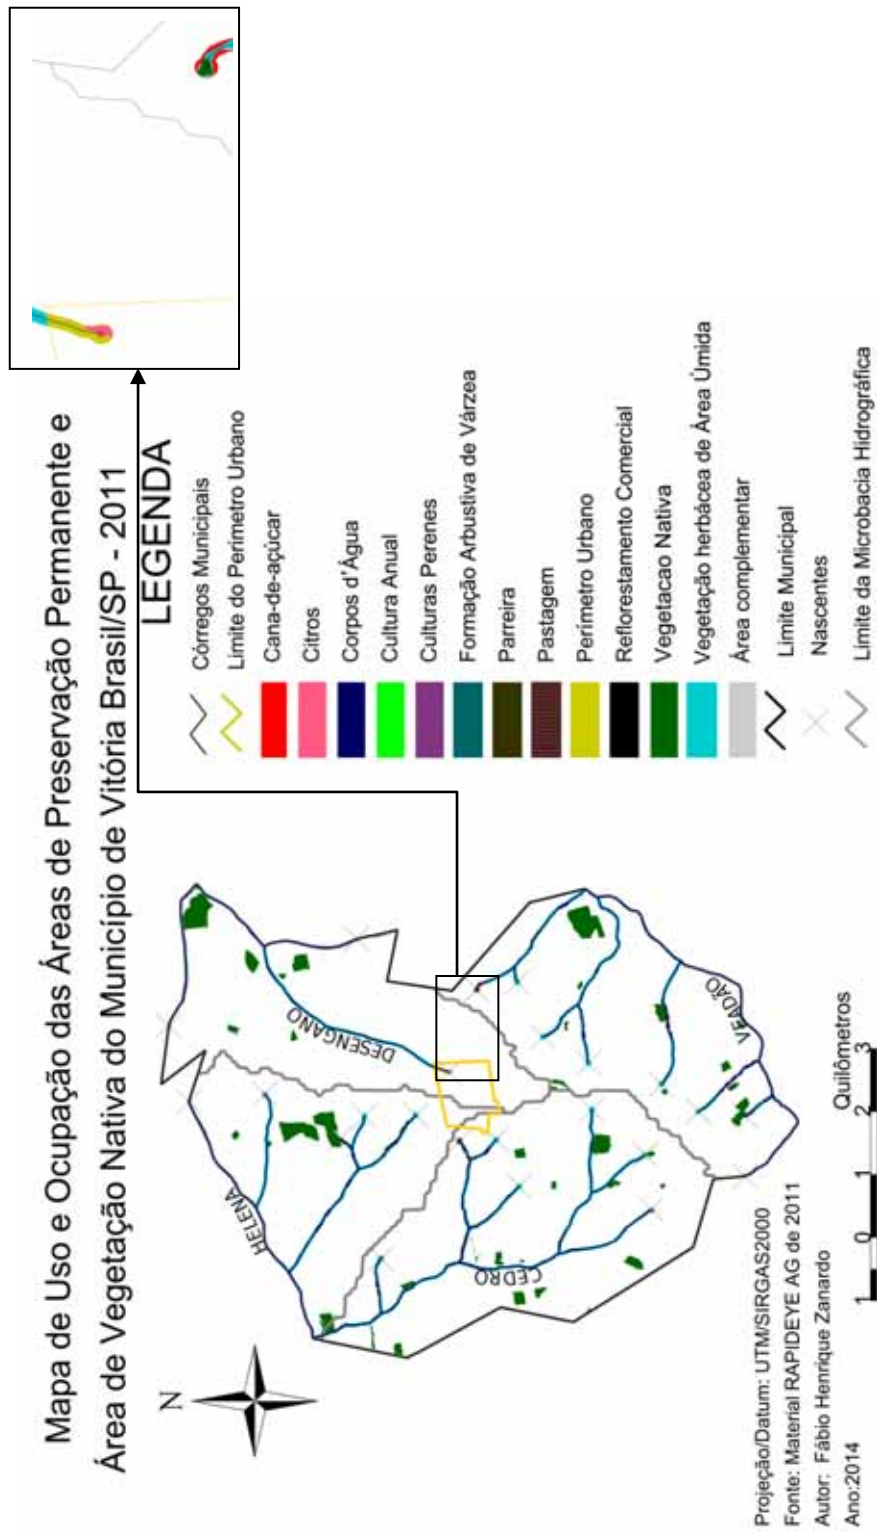 Mapa de Uso e Ocupação das Áreas de Preservação Permanente e
Área de Vegetação Nativa do Município de Vitória Brasil/SP - 2011
N
HELENA
DESENGANO
CEDRO
VEADÃO
LEGENDA
Córregos Municipais
Limite do Perímetro Urbano
Cana-de-açúcar
Citros
Corpos d'Água
Cultura Anual
Culturas Perenes
Formação Arbustiva de Várzea
Parreira
Pastagem
Perímetro Urbano
Reflorestamento Comercial
Vegetacao Nativa
Vegetação herbácea de Área Úmida
Área complementar
Limite Municipal
Nascentes
Limite da Microbacia Hidrográfica
Projeção/Datum: UTM/SIRGAS2000
Fonte: Material RAPIDEYE AG de 2011
Autor: Fábio Henrique Zanardo
Ano:2014
Quilômetros
1 0 1 2 3